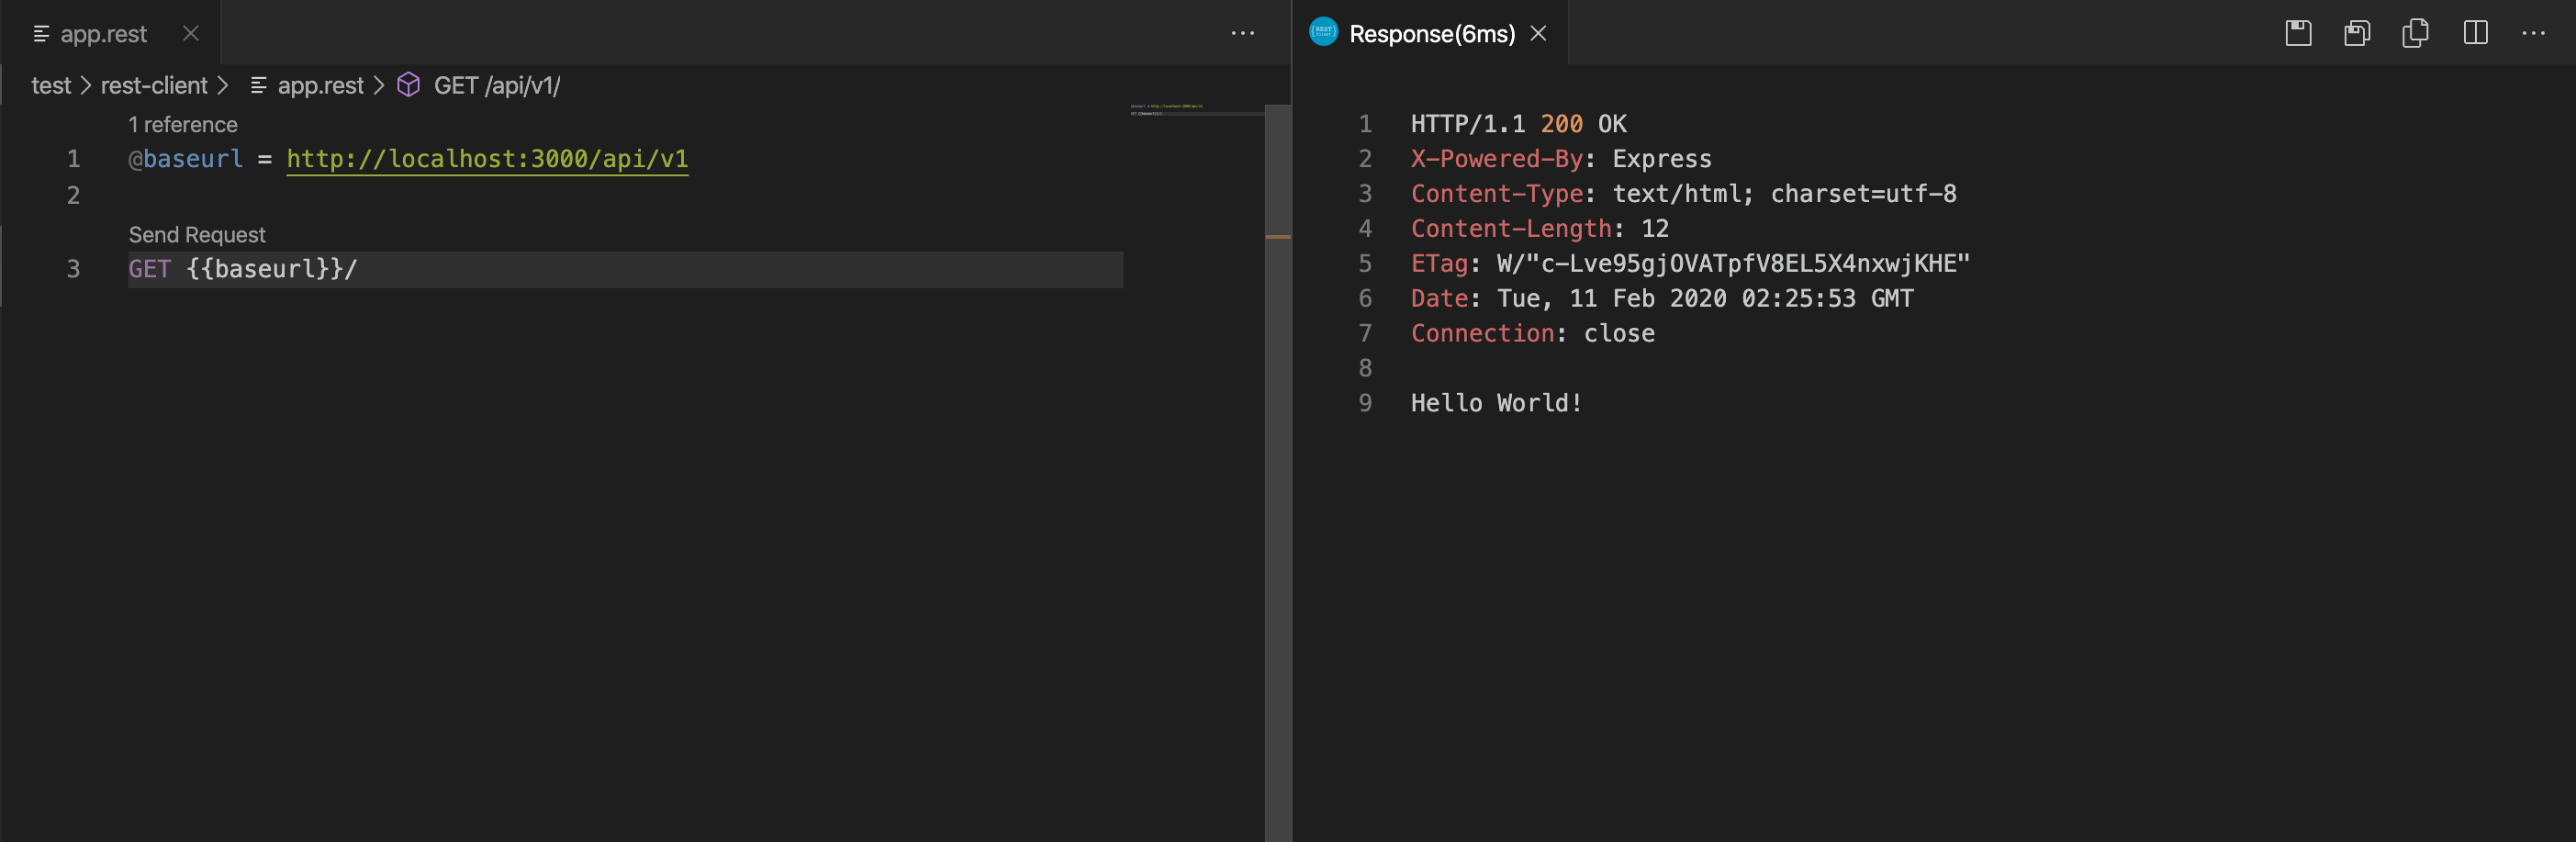 app.rest
test > rest-client > app.rest > GET /api/v1/
1 reference
1 @baseurl = http://localhost:3000/api/v1
2
Send Request
3 GET {{baseurl}}/
Response(6ms)
1 HTTP/1.1 200 OK
2 X-Powered-By: Express
3 Content-Type: text/html; charset=utf-8
4 Content-Length: 12
5 ETag: W/"c-Lve95gjOVATpfV8EL5X4nxwjKHE"
6 Date: Tue, 11 Feb 2020 02:25:53 GMT
7 Connection: close
8
9 Hello World!